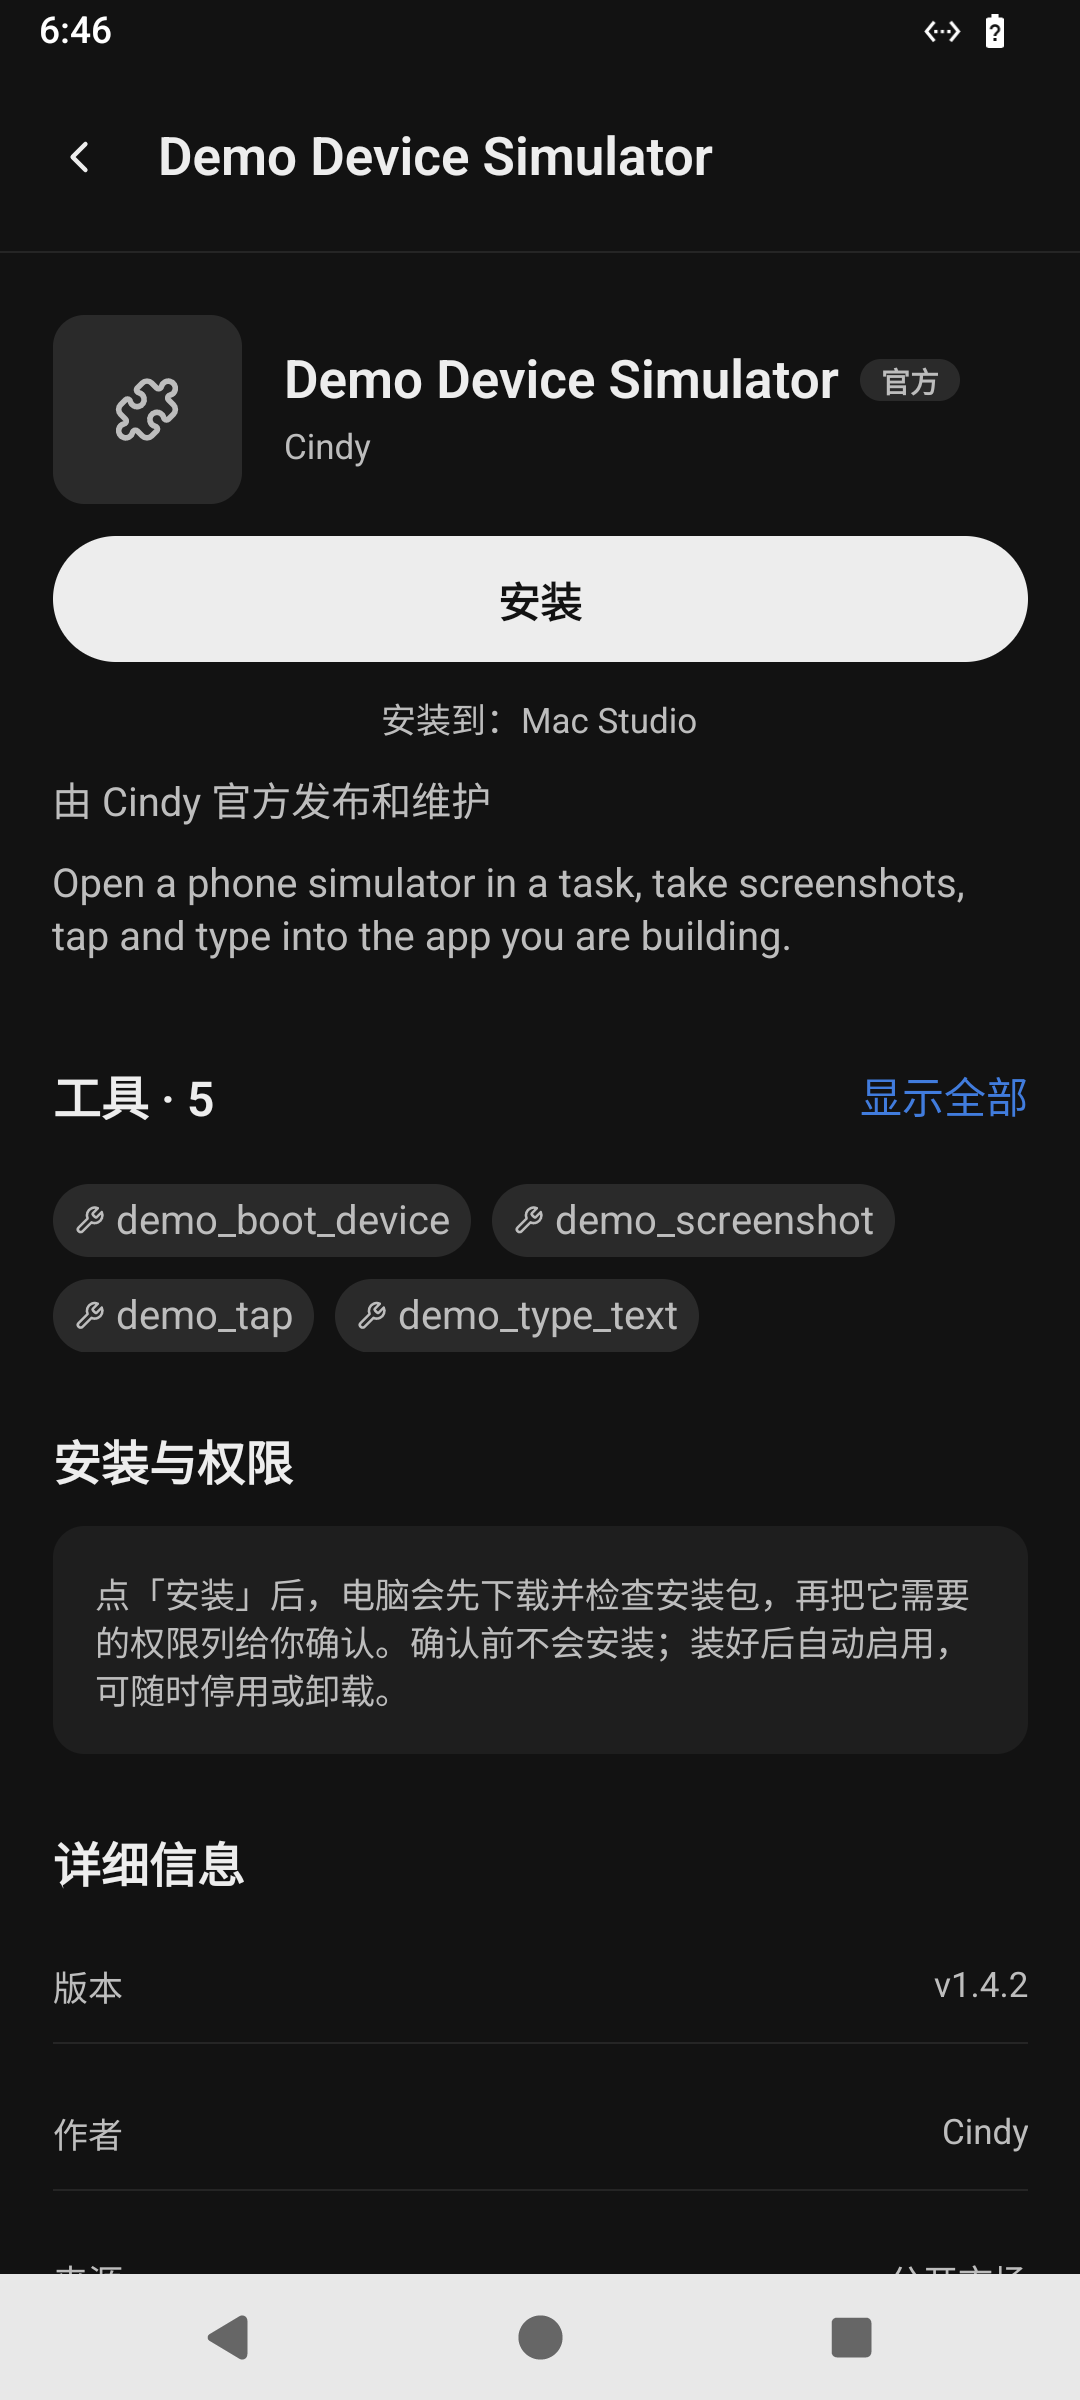 6:46
Demo Device Simulator
Demo Device Simulator 官方
Cindy
安装
安装到：Mac Studio
由 Cindy 官方发布和维护
Open a phone simulator in a task, take screenshots,
tap and type into the app you are building.
工具 · 5 显示全部
demo_boot_device demo_screenshot
demo_tap demo_type_text
安装与权限
点「安装」后，电脑会先下载并检查安装包，再把它需要
的权限列给你确认。确认前不会安装；装好后自动启用，
可随时停用或卸载。
详细信息
版本 v1.4.2
作者 Cindy